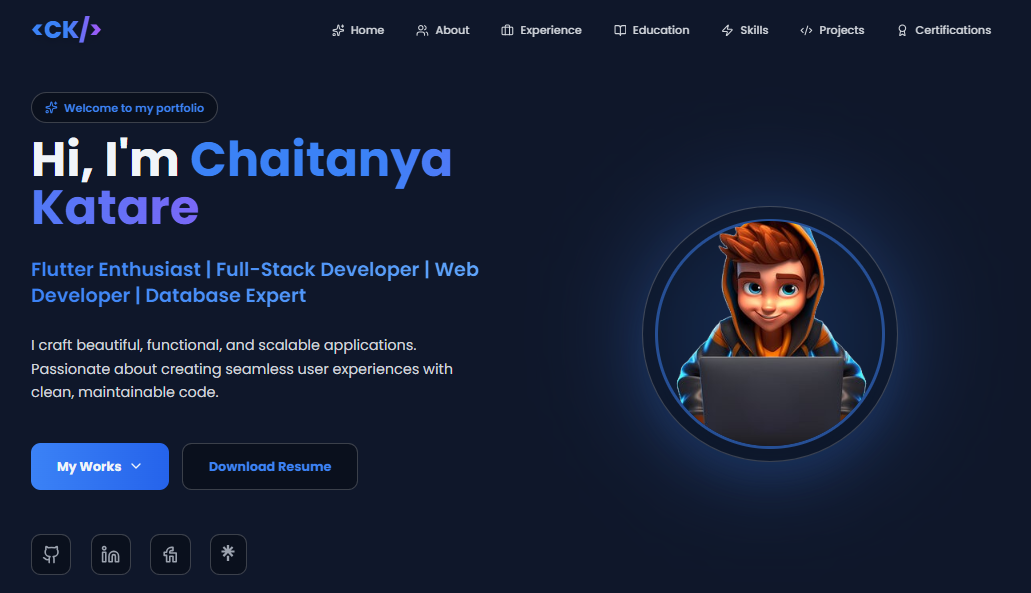 <CK/>
Home About Experience Education Skills Projects Certifications
Welcome to my portfolio
Hi, I'm Chaitanya
Katare
Flutter Enthusiast | Full-Stack Developer | Web
Developer | Database Expert
I craft beautiful, functional, and scalable applications.
Passionate about creating seamless user experiences with
clean, maintainable code.
My Works
Download Resume